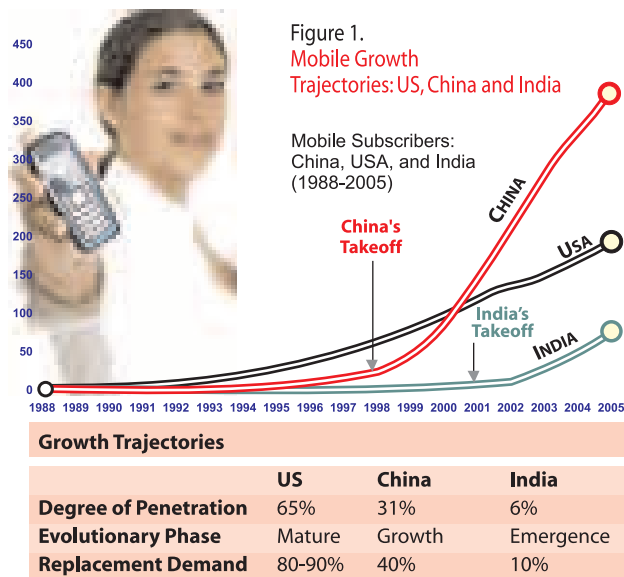 Figure 1.
Mobile Growth
Trajectories: US, China and India
Mobile Subscribers:
China, USA, and India
(1988-2005)
450
400
350
300
250
200
150
100
50
0
China's
Takeoff
CHINA
USA
India's
Takeoff
INDIA
1988 1989 1990 1991 1992 1993 1994 1995 1996 1997 1998 1999 2000 2001 2002 2003 2004 2005
Growth Trajectories
US China India
Degree of Penetration 65% 31% 6%
Evolutionary Phase Mature Growth Emergence
Replacement Demand 80-90% 40% 10%